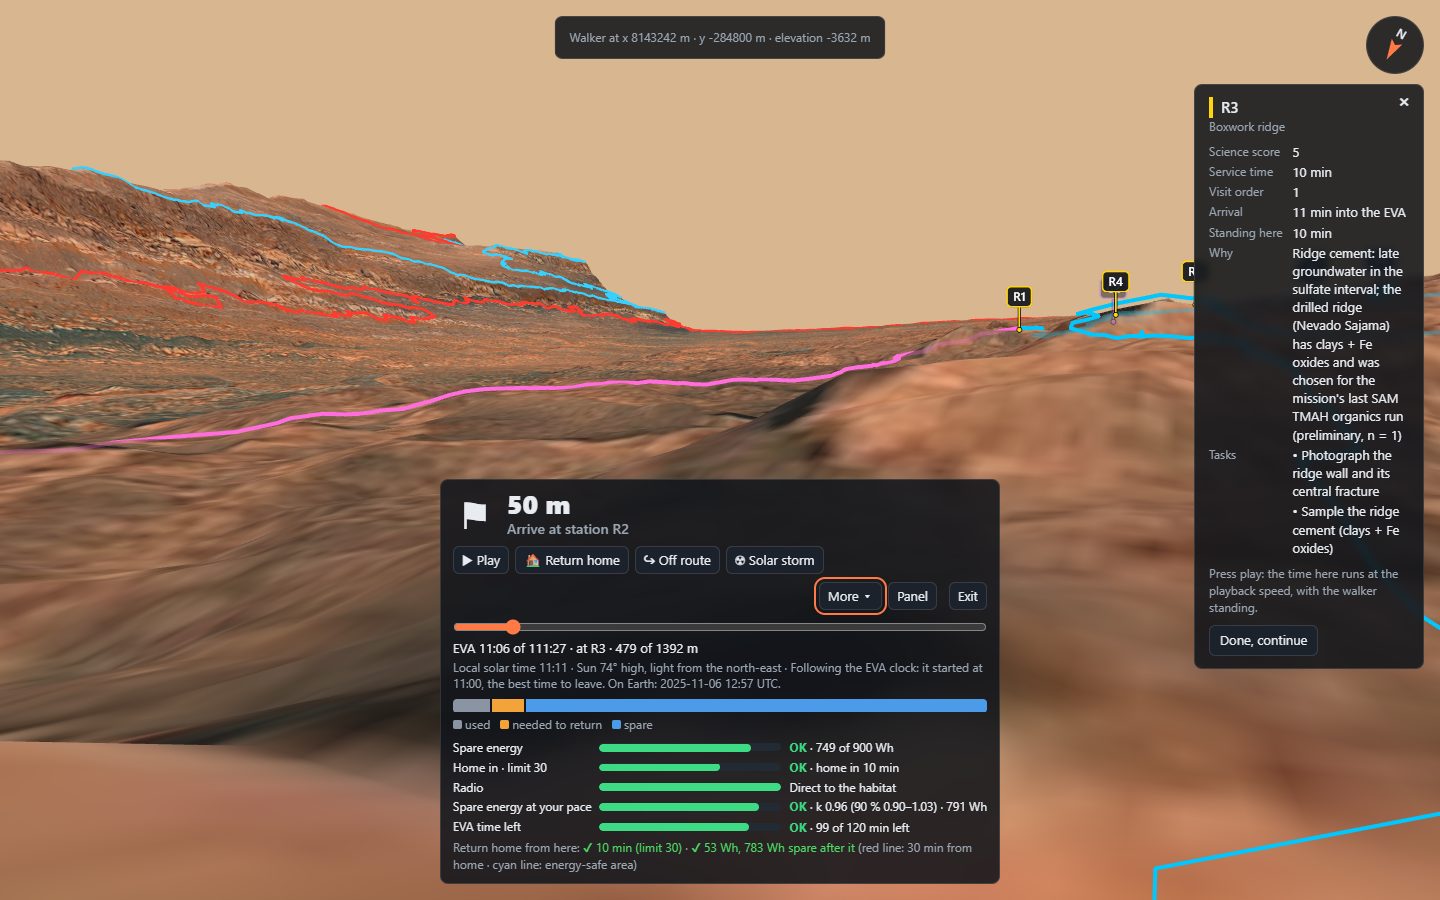 Walker at x 8143242 m · y -284800 m · elevation -3632 m
N
R3
×
Boxwork ridge
Science score 5
Service time 10 min
Visit order 1
Arrival 11 min into the EVA
Standing here 10 min
Why Ridge cement: late
groundwater in the
sulfate interval; the
drilled ridge
(Nevado Sajama)
has clays + Fe
oxides and was
chosen for the
mission's last SAM
TMAH organics run
(preliminary, n = 1)
Tasks • Photograph the
ridge wall and its
central fracture
• Sample the ridge
cement (clays + Fe
oxides)
Press play: the time here runs at the
playback speed, with the walker
standing.
Done, continue
R1
R4
R
50 m
Arrive at station R2
▶ Play
🏠 Return home
↪ Off route
☢ Solar storm
More ▾
Panel
Exit
EVA 11:06 of 111:27 · at R3 · 479 of 1392 m
Local solar time 11:11 · Sun 74° high, light from the north-east · Following the EVA clock: it started at
11:00, the best time to leave. On Earth: 2025-11-06 12:57 UTC.
used needed to return spare
Spare energy OK · 749 of 900 Wh
Home in · limit 30 OK · home in 10 min
Radio Direct to the habitat
Spare energy at your pace OK · k 0.96 (90 % 0.90–1.03) · 791 Wh
EVA time left OK · 99 of 120 min left
Return home from here: ✓ 10 min (limit 30) · ✓ 53 Wh, 783 Wh spare after it (red line: 30 min from
home · cyan line: energy-safe area)